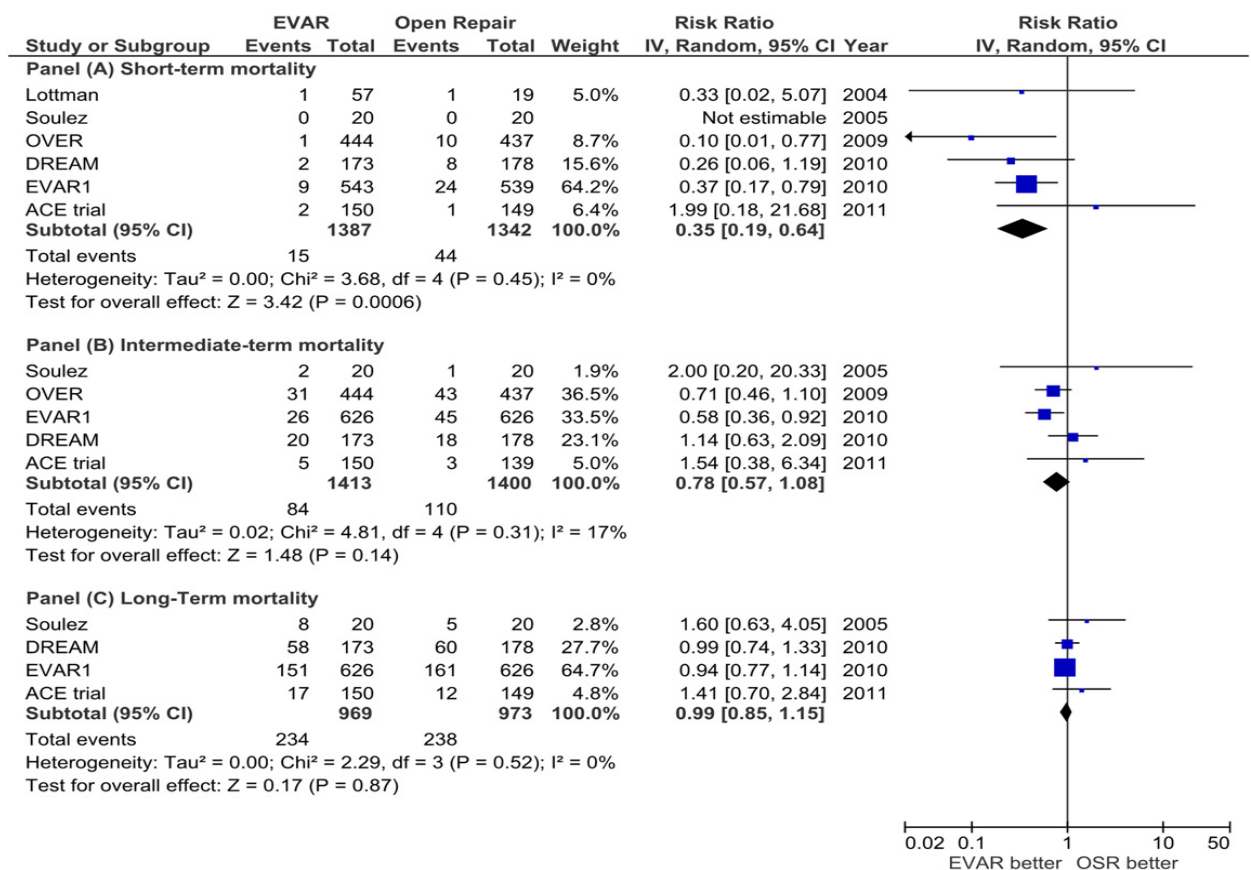 EVAR Open Repair Risk Ratio Risk Ratio
Study or Subgroup Events Total Events Total Weight IV, Random, 95% CI Year IV, Random, 95% CI
Panel (A) Short-term mortality
Lottman 1 57 1 19 5.0% 0.33 [0.02, 5.07] 2004
Soulez 0 20 0 20 Not estimable 2005
OVER 1 444 10 437 8.7% 0.10 [0.01, 0.77] 2009
DREAM 2 173 8 178 15.6% 0.26 [0.06, 1.19] 2010
EVAR1 9 543 24 539 64.2% 0.37 [0.17, 0.79] 2010
ACE trial 2 150 1 149 6.4% 1.99 [0.18, 21.68] 2011
Subtotal (95% CI) 1387 1342 100.0% 0.35 [0.19, 0.64]
Total events 15 44
Heterogeneity: Tau² = 0.00; Chi² = 3.68, df = 4 (P = 0.45); I² = 0%
Test for overall effect: Z = 3.42 (P = 0.0006)
Panel (B) Intermediate-term mortality
Soulez 2 20 1 20 1.9% 2.00 [0.20, 20.33] 2005
OVER 31 444 43 437 36.5% 0.71 [0.46, 1.10] 2009
EVAR1 26 626 45 626 33.5% 0.58 [0.36, 0.92] 2010
DREAM 20 173 18 178 23.1% 1.14 [0.63, 2.09] 2010
ACE trial 5 150 3 139 5.0% 1.54 [0.38, 6.34] 2011
Subtotal (95% CI) 1413 1400 100.0% 0.78 [0.57, 1.08]
Total events 84 110
Heterogeneity: Tau² = 0.02; Chi² = 4.81, df = 4 (P = 0.31); I² = 17%
Test for overall effect: Z = 1.48 (P = 0.14)
Panel (C) Long-Term mortality
Soulez 8 20 5 20 2.8% 1.60 [0.63, 4.05] 2005
DREAM 58 173 60 178 27.7% 0.99 [0.74, 1.33] 2010
EVAR1 151 626 161 626 64.7% 0.94 [0.77, 1.14] 2010
ACE trial 17 150 12 149 4.8% 1.41 [0.70, 2.84] 2011
Subtotal (95% CI) 969 973 100.0% 0.99 [0.85, 1.15]
Total events 234 238
Heterogeneity: Tau² = 0.00; Chi² = 2.29, df = 3 (P = 0.52); I² = 0%
Test for overall effect: Z = 0.17 (P = 0.87)
0.02 0.1 1 10 50
EVAR better OSR better